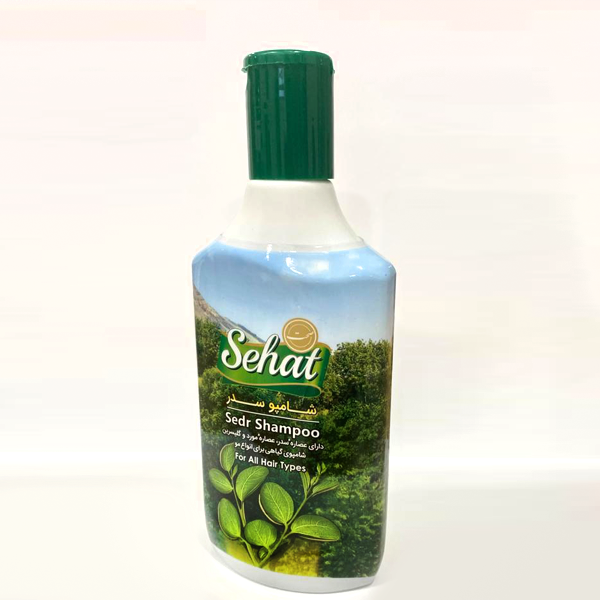 صحت
Sehat
شامپو سدر
Sedr Shampoo
دارای عصاره سدر، عصاره مورد و گلیسرین
شامپوی گیاهی برای انواع مو
For All Hair Types